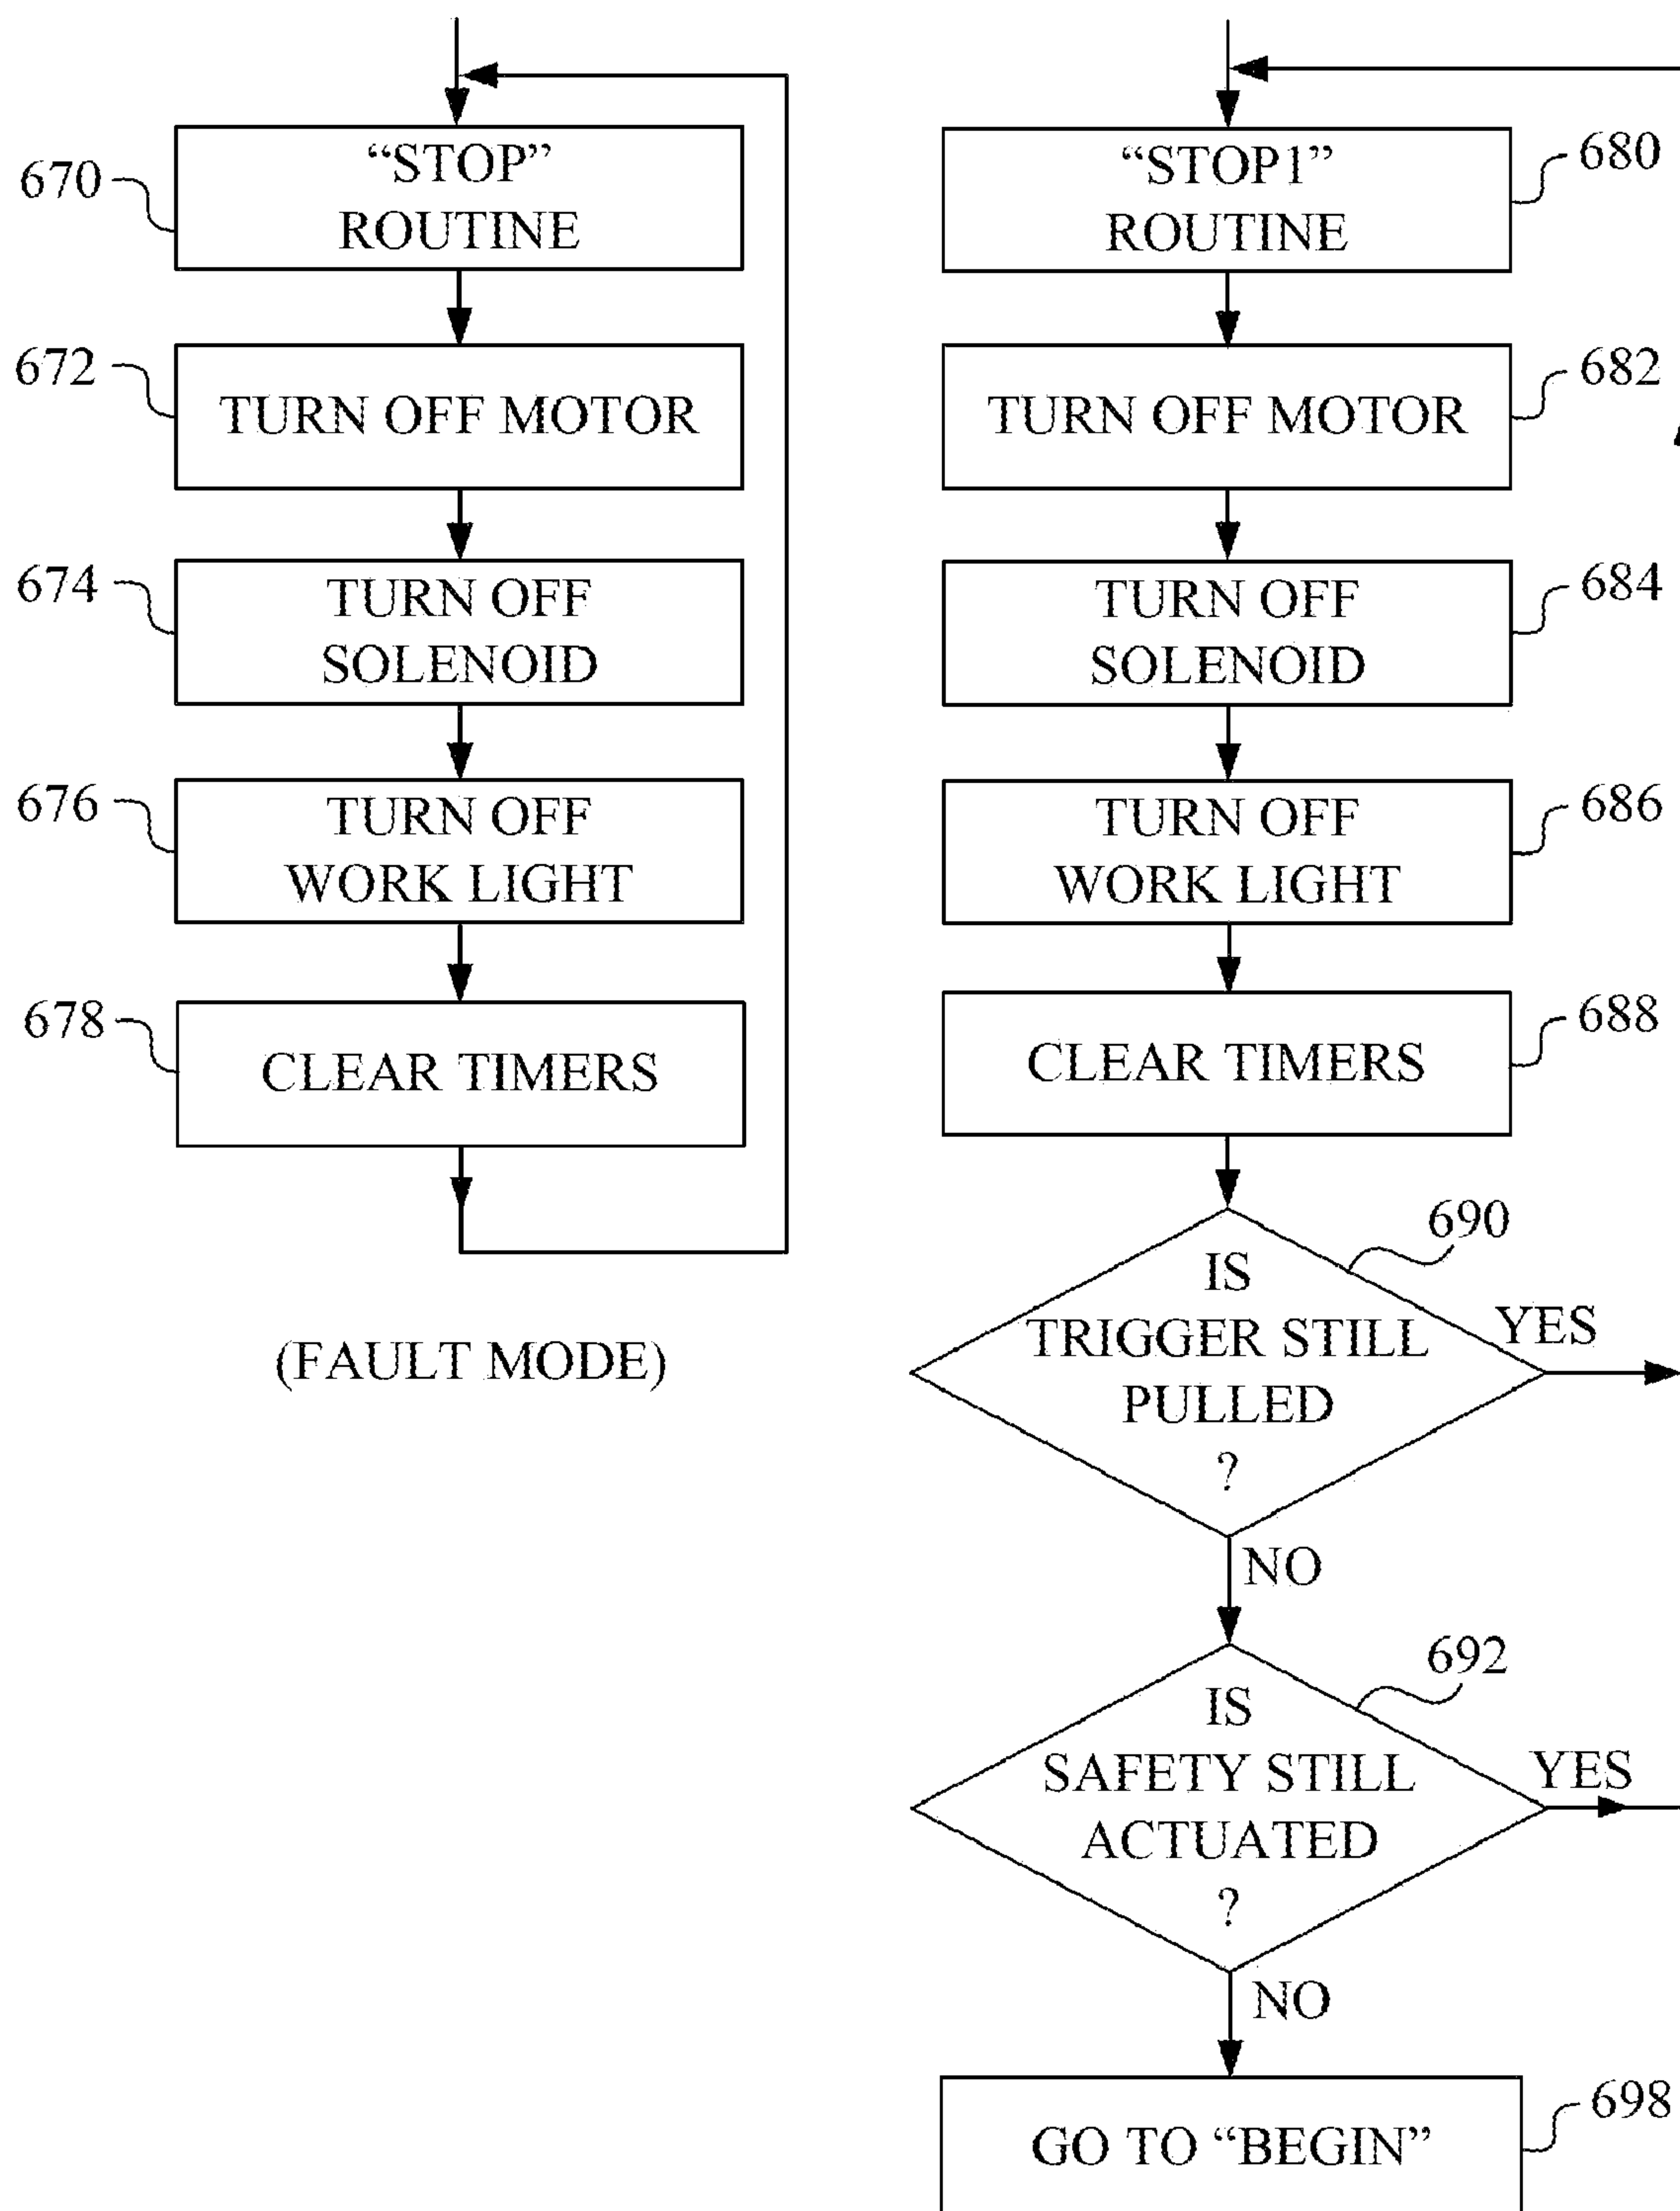 670
“STOP”
ROUTINE
672
TURN OFF MOTOR
674
TURN OFF
SOLENOID
676
TURN OFF
WORK LIGHT
678
CLEAR TIMERS
(FAULT MODE)
“STOP1”
ROUTINE
680
TURN OFF MOTOR
682
TURN OFF
SOLENOID
684
TURN OFF
WORK LIGHT
686
CLEAR TIMERS
688
690
IS
TRIGGER STILL
PULLED
?
YES
NO
692
IS
SAFETY STILL
ACTUATED
?
YES
NO
GO TO “BEGIN”
698